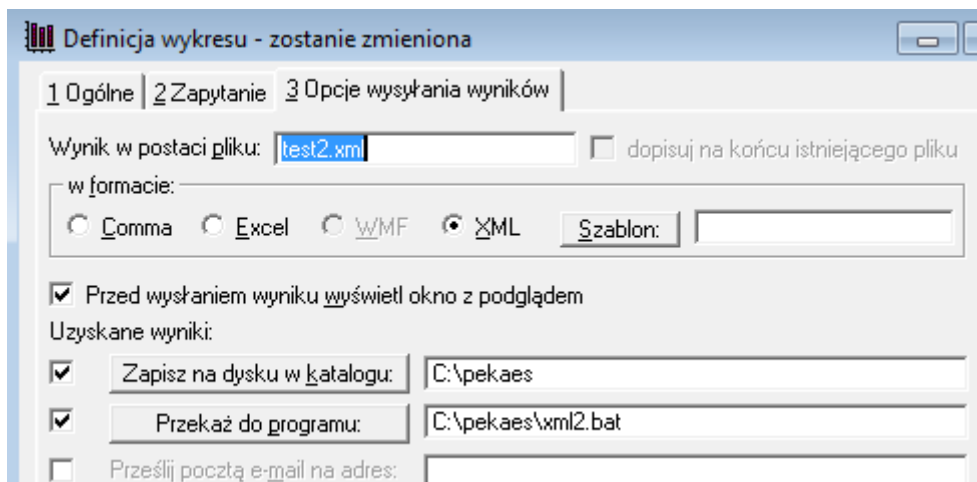 Definicja wykresu - zostanie zmieniona
1 Ogólne 2 Zapytanie 3 Opcje wysyłania wyników
Wynik w postaci pliku: test2.xml dopisuj na końcu istniejącego pliku
w formacie:
Comma Excel WMF XML Szablon:
Przed wysłaniem wyniku wyświetl okno z podglądem
Uzyskane wyniki:
Zapisz na dysku w katalogu: C:\pekaes
Przekaż do programu: C:\pekaes\xml2.bat
Prześlij pocztą e-mail na adres: